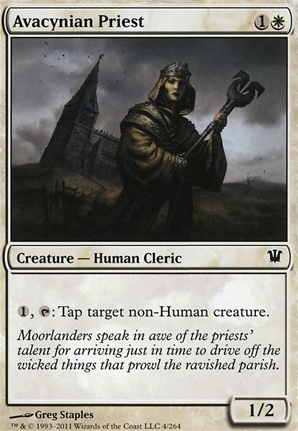 Avacynian Priest 1
Creature — Human Cleric
1, : Tap target non-Human creature.
Moorlanders speak in awe of the priests'
talent for arriving just in time to drive off the
wicked things that prowl the ravished parish.
1/2
Greg Staples
™ & © 1993–2011 Wizards of the Coast LLC 4/264